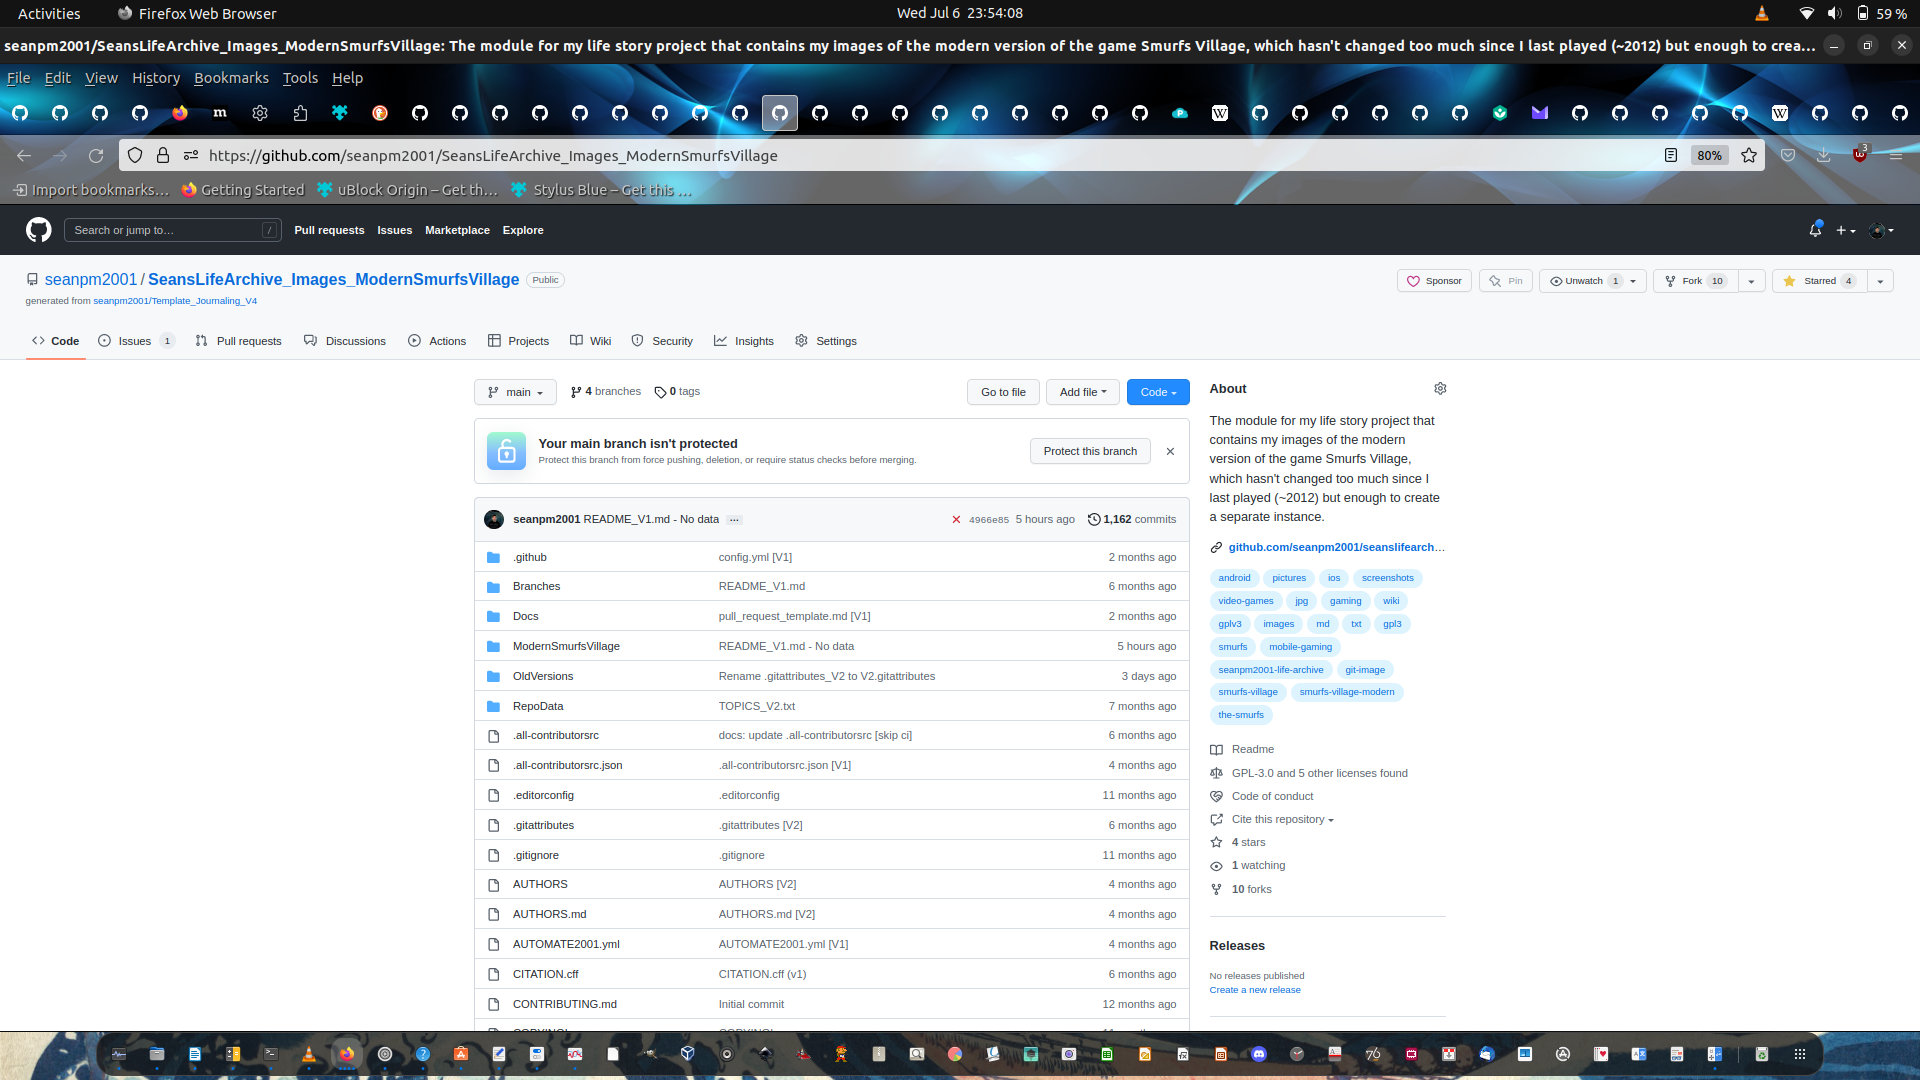 Activities
Firefox Web Browser
Wed Jul 6 23:54:08
59 %
seanpm2001/SeansLifeArchive_Images_ModernSmurfsVillage: The module for my life story project that contains my images of the modern version of the game Smurfs Village, which hasn't changed too much since I last played (~2012) but enough to crea…
File Edit View History Bookmarks Tools Help
https://github.com/seanpm2001/SeansLifeArchive_Images_ModernSmurfsVillage
80%
3
Import bookmarks…
Getting Started
uBlock Origin – Get th…
Stylus Blue – Get this …
Search or jump to…
/
Pull requests
Issues
Marketplace
Explore
seanpm2001 / SeansLifeArchive_Images_ModernSmurfsVillage
Public
generated from seanpm2001/Template_Journaling_V4
Sponsor
Pin
Unwatch 1
Fork 10
Starred 4
Code
Issues 1
Pull requests
Discussions
Actions
Projects
Wiki
Security
Insights
Settings
main
4 branches
0 tags
Go to file
Add file
Code
Your main branch isn't protected
Protect this branch from force pushing, deletion, or require status checks before merging.
Protect this branch
seanpm2001 README_V1.md - No data
4966e85 5 hours ago
1,162 commits
.github config.yml [V1] 2 months ago
Branches README_V1.md 6 months ago
Docs pull_request_template.md [V1] 2 months ago
ModernSmurfsVillage README_V1.md - No data 5 hours ago
OldVersions Rename .gitattributes_V2 to V2.gitattributes 3 days ago
RepoData TOPICS_V2.txt 7 months ago
.all-contributorsrc docs: update .all-contributorsrc [skip ci] 6 months ago
.all-contributorsrc.json .all-contributorsrc.json [V1] 4 months ago
.editorconfig .editorconfig 11 months ago
.gitattributes .gitattributes [V2] 6 months ago
.gitignore .gitignore 11 months ago
AUTHORS AUTHORS [V2] 4 months ago
AUTHORS.md AUTHORS.md [V2] 4 months ago
AUTOMATE2001.yml AUTOMATE2001.yml [V1] 4 months ago
CITATION.cff CITATION.cff (v1) 6 months ago
CONTRIBUTING.md Initial commit 12 months ago
About
The module for my life story project that
contains my images of the modern
version of the game Smurfs Village,
which hasn't changed too much since I
last played (~2012) but enough to create
a separate instance.
github.com/seanpm2001/seanslifearch…
android pictures ios screenshots
video-games jpg gaming wiki
gplv3 images md txt gpl3
smurfs mobile-gaming
seanpm2001-life-archive git-image
smurfs-village smurfs-village-modern
the-smurfs
Readme
GPL-3.0 and 5 other licenses found
Code of conduct
Cite this repository
4 stars
1 watching
10 forks
Releases
No releases published
Create a new release